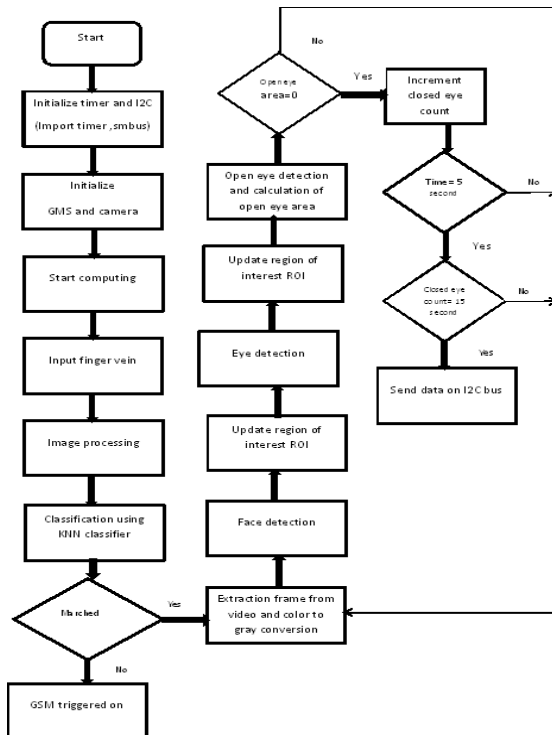 Start
Initialize timer and I2C
(Import timer ,smbus)
Initialize
GMS and camera
Start computing
Input finger vein
Image processing
Classification using
KNN classifier
Marched
Yes
No
GSM triggered on
Extraction frame from
video and color to
gray conversion
Face detection
Update region of
interest ROI
Eye detection
Update region of
interest ROI
Open eye detection
and calculation of
open eye area
Open eye
area=0
No
Yes
Increment
closed eye
count
Time= 5
second
No
Yes
Closed eye
count= 15
second
No
Yes
Send data on I2C bus